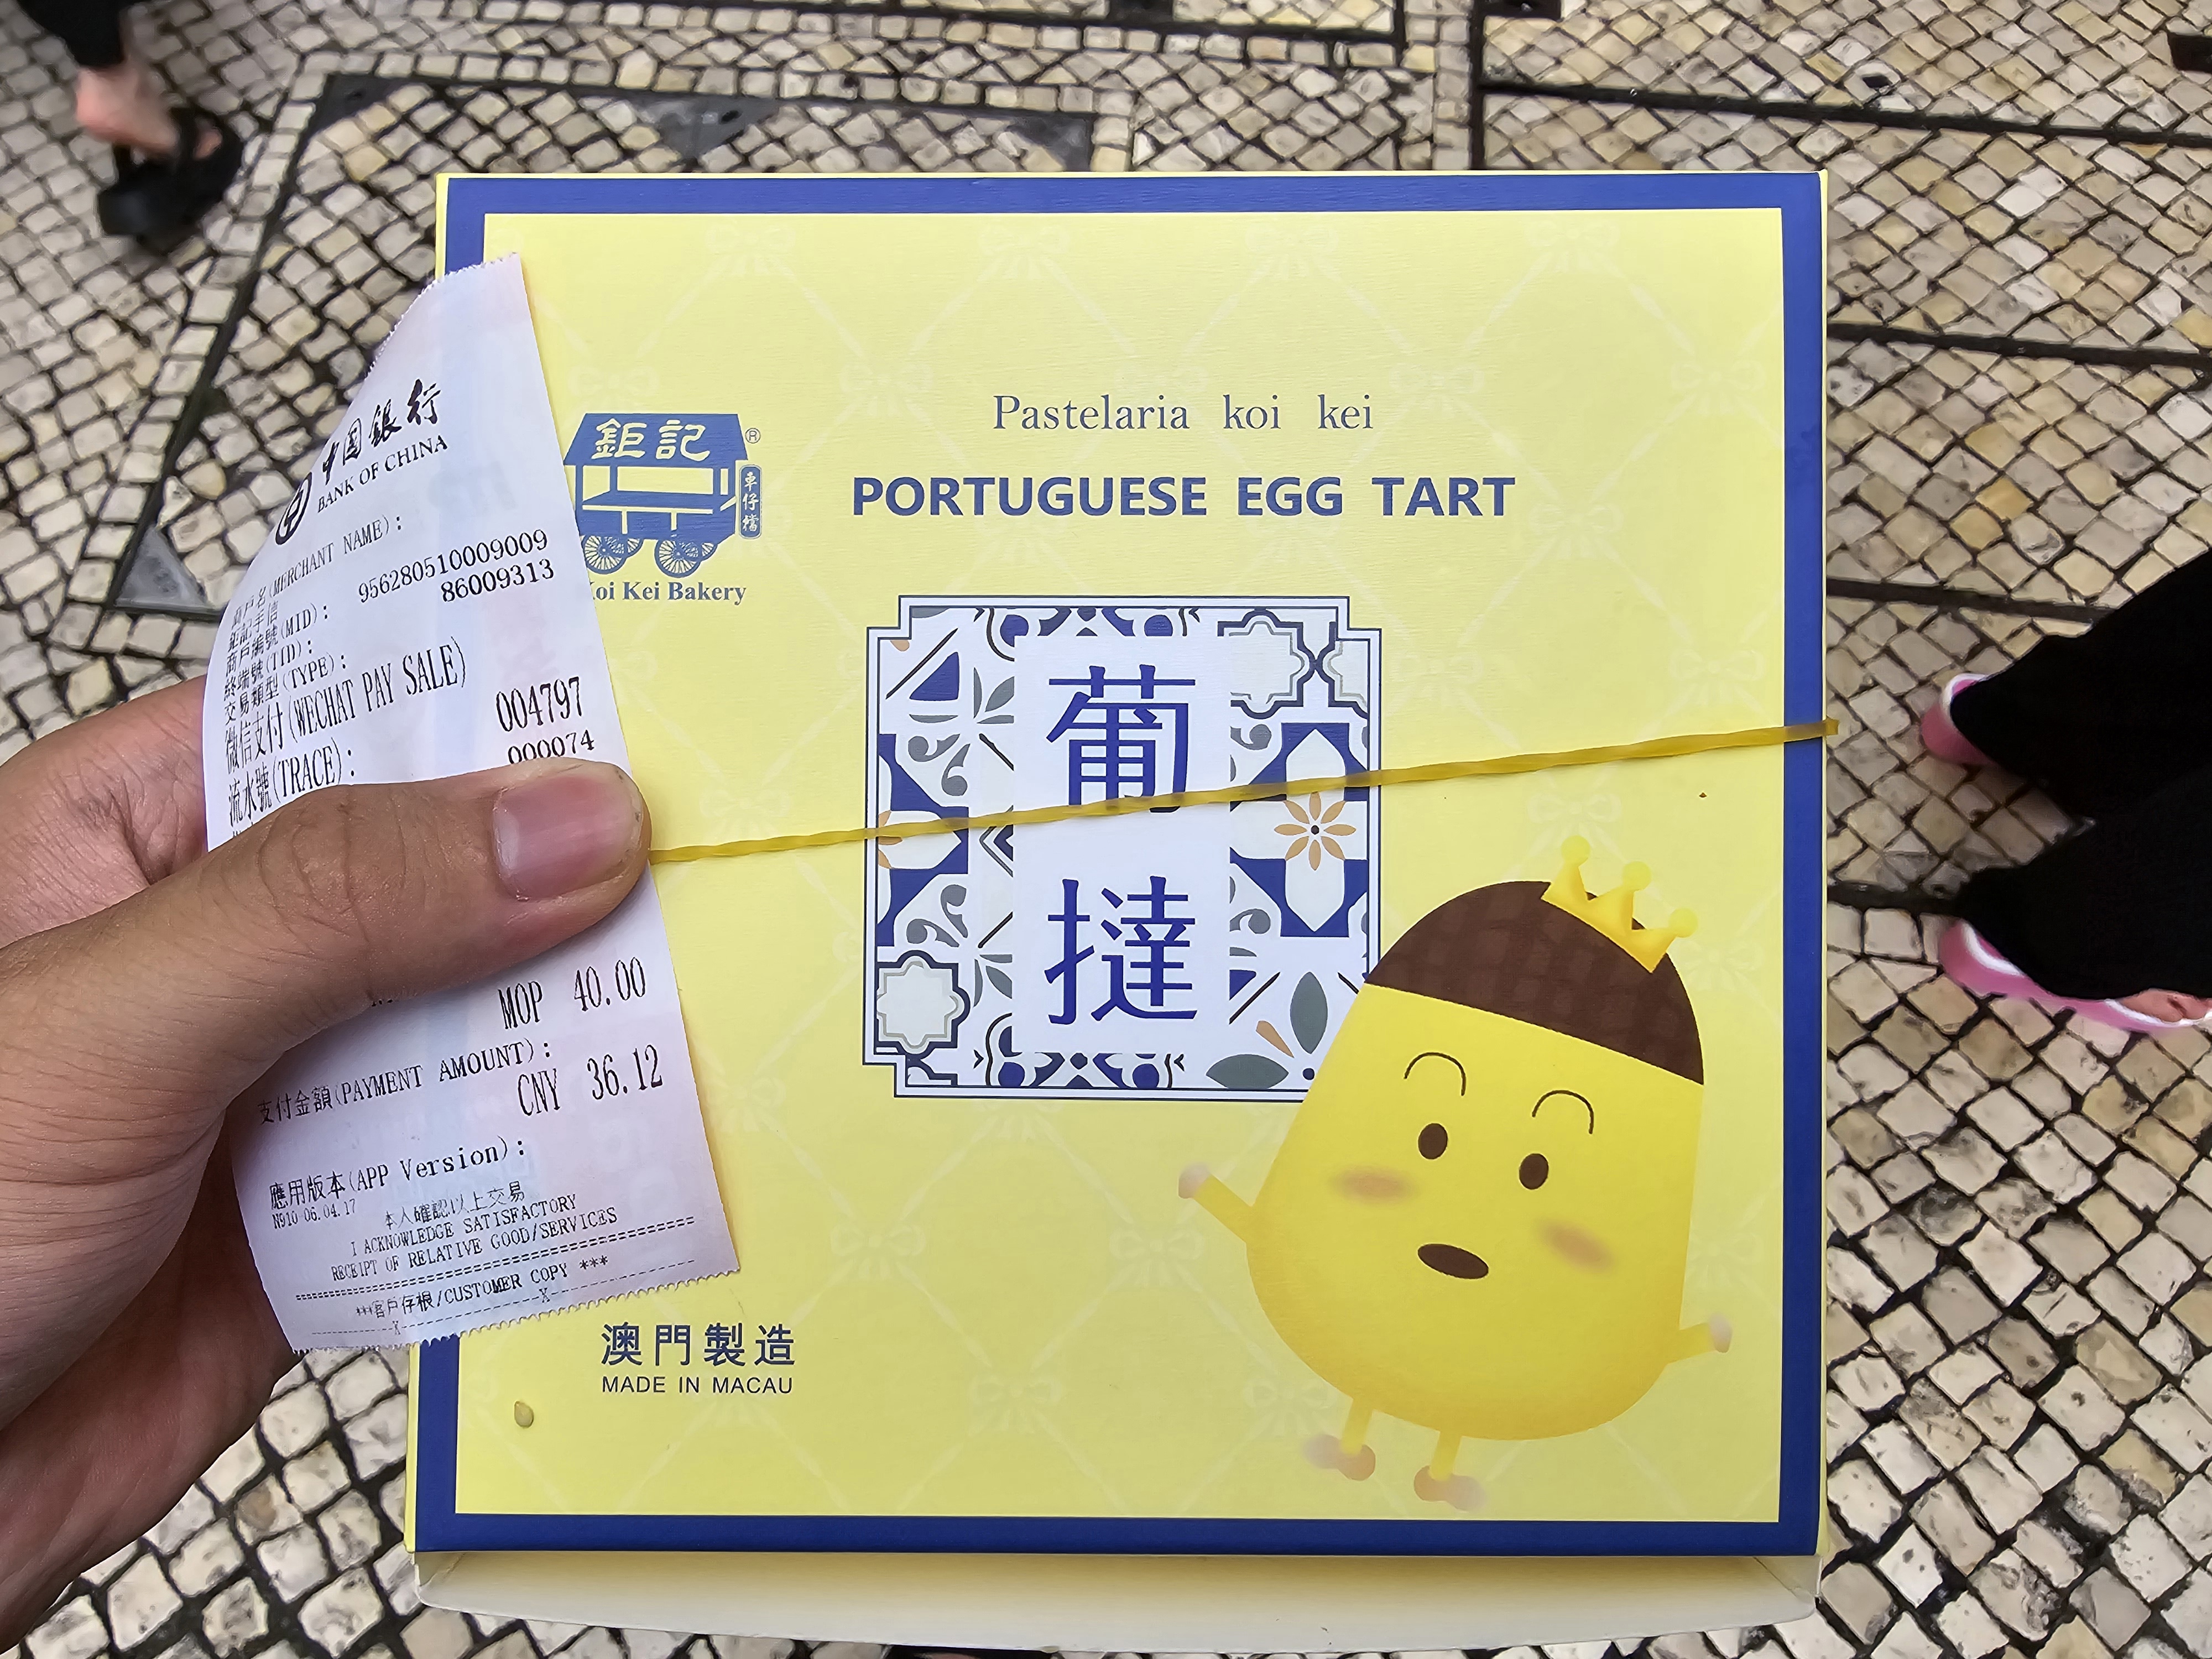 中国銀行
BANK OF CHINA
商戶名(MERCHANT NAME):
鉅記手信
商戶編號(MID):
956280510009009
終端號(TID):
86009313
交易類型(TYPE):
微信支付(WECHAT PAY SALE)
流水號(TRACE):
004797
000074
MOP 40.00
支付金額(PAYMENT AMOUNT):
CNY 36.12
應用版本(APP Version):
N910 06.04.17
本人確認以上交易
I ACKNOWLEDGE SATISFACTORY
RECEIPT OF RELATIVE GOOD/SERVICES
***客戶存根/CUSTOMER COPY ***
鉅記®
車仔檔
Koi Kei Bakery
Pastelaria koi kei
PORTUGUESE EGG TART
葡
撻
澳門製造
MADE IN MACAU